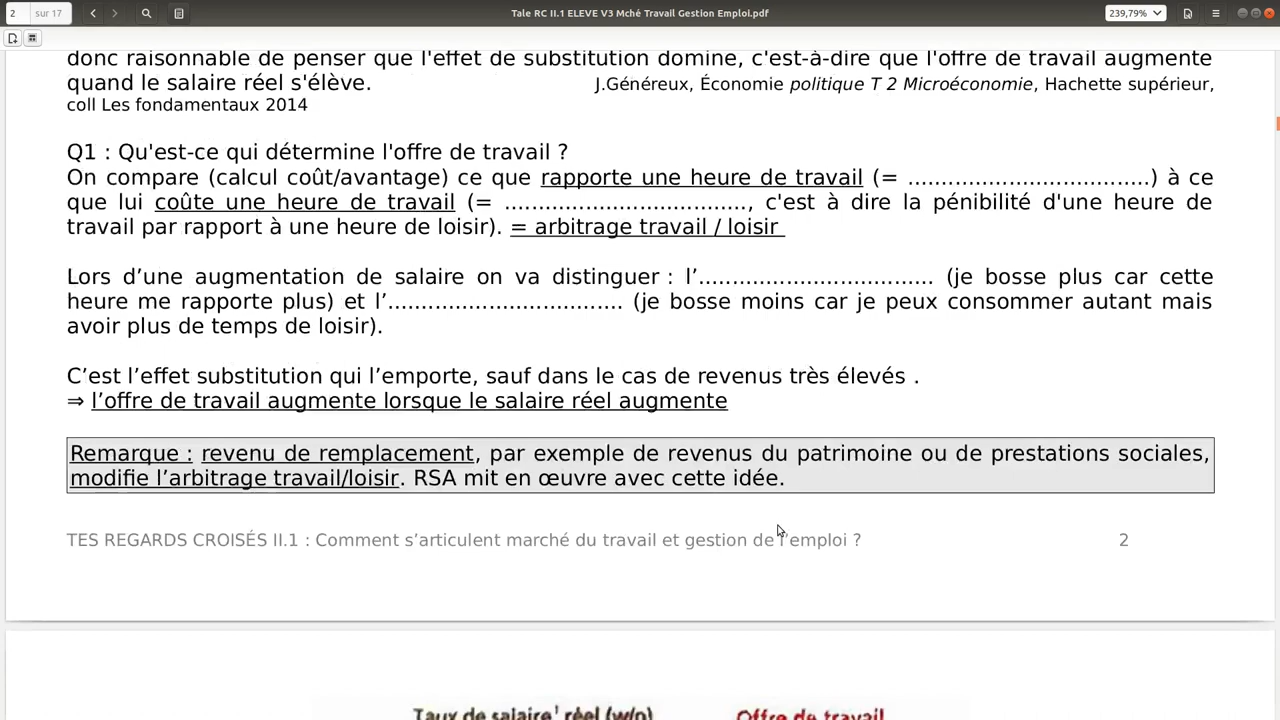 2 sur 17
Tale RC II.1 ELEVE V3 Mché Travail Gestion Emploi.pdf
239,79%
donc raisonnable de penser que l'effet de substitution domine, c'est-à-dire que l'offre de travail augmente
quand le salaire réel s'élève. J.Généreux, Économie politique T 2 Microéconomie, Hachette supérieur,
coll Les fondamentaux 2014
Q1 : Qu'est-ce qui détermine l'offre de travail ?
On compare (calcul coût/avantage) ce que rapporte une heure de travail (= ....................................) à ce
que lui coûte une heure de travail (= ...................................., c'est à dire la pénibilité d'une heure de
travail par rapport à une heure de loisir). = arbitrage travail / loisir
Lors d’une augmentation de salaire on va distinguer : l’................................... (je bosse plus car cette
heure me rapporte plus) et l’................................... (je bosse moins car je peux consommer autant mais
avoir plus de temps de loisir).
C’est l’effet substitution qui l’emporte, sauf dans le cas de revenus très élevés .
⇒ l’offre de travail augmente lorsque le salaire réel augmente
Remarque : revenu de remplacement, par exemple de revenus du patrimoine ou de prestations sociales,
modifie l’arbitrage travail/loisir. RSA mit en œuvre avec cette idée.
TES REGARDS CROISÉS II.1 : Comment s’articulent marché du travail et gestion de l’emploi ? 2
Taux de salaire¹ réel (w/p) Offre de travail